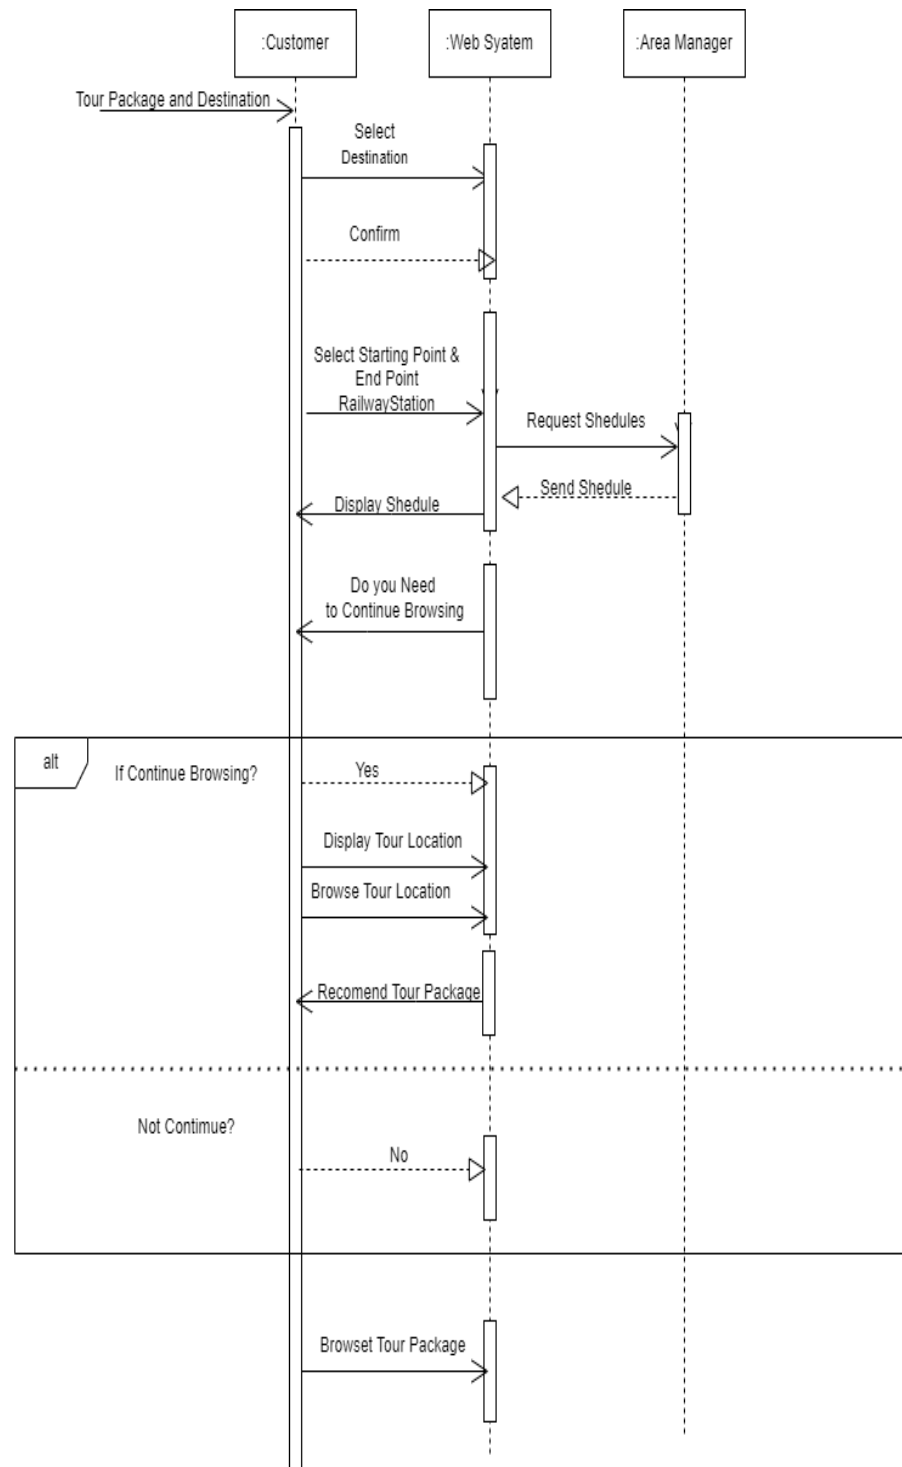 :Customer
:Web Syatem
:Area Manager
Tour Package and Destination
Select
Destination
Confirm
Select Starting Point &
End Point
RailwayStation
Request Shedules
Send Shedule
Display Shedule
Do you Need
to Continue Browsing
alt
If Continue Browsing?
Yes
Display Tour Location
Browse Tour Location
Recomend Tour Package
Not Contimue?
No
Browset Tour Package